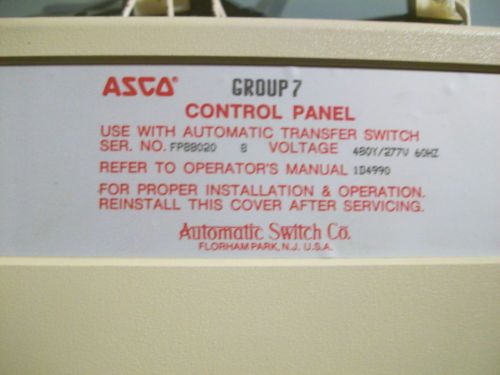 ASCO® GROUP 7
CONTROL PANEL
USE WITH AUTOMATIC TRANSFER SWITCH
SER. NO. FP88020 8 VOLTAGE 480Y/277V 60HZ
REFER TO OPERATOR'S MANUAL 1D4990
FOR PROPER INSTALLATION & OPERATION.
REINSTALL THIS COVER AFTER SERVICING.
Automatic Switch Co.
FLORHAM PARK, N.J. U.S.A.